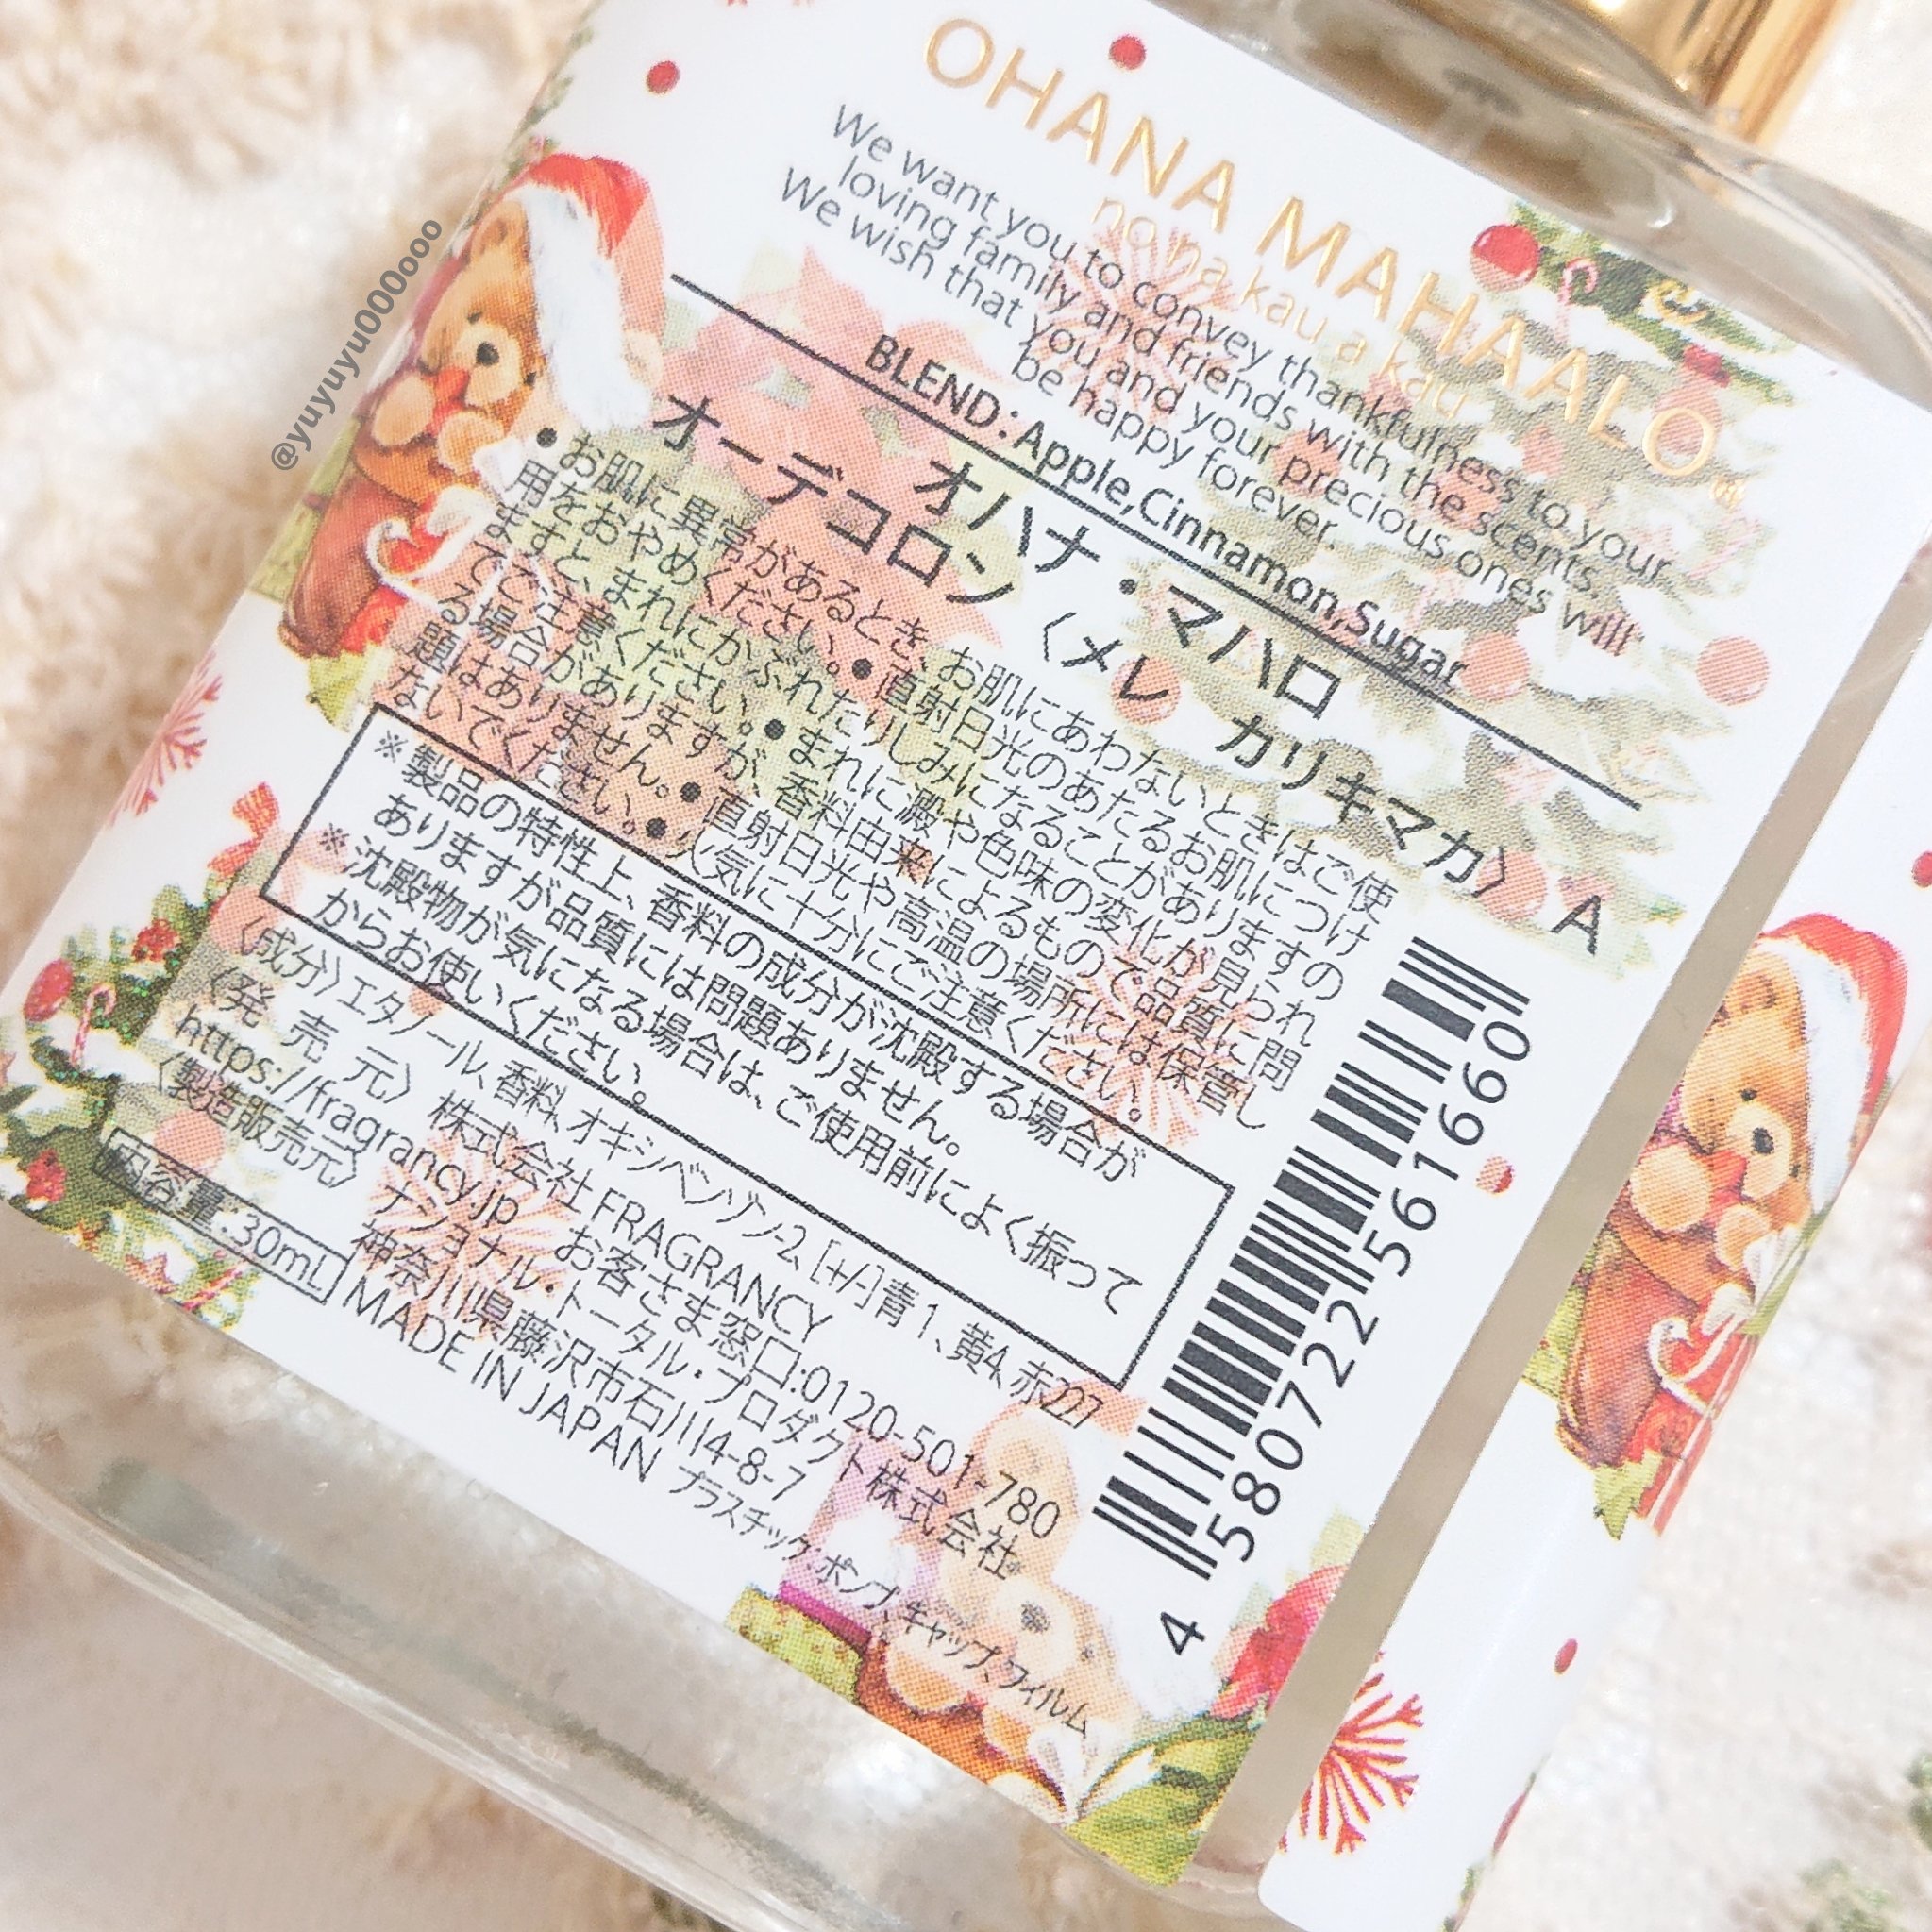 OHANA MAHAALO
no na kau a kau
We want you to convey thankfulness to your
loving family and friends with the scents.
We wish that you and your precious ones will
be happy forever.
BLEND: Apple,Cinnamon,Sugar
オハナ・マハロ
オーデコロン〈メレ カリキマカ〉 A
●お肌に異常があるとき、お肌にあわないときはご使
用をおやめください。●直射日光のあたるお肌につけ
ますと、まれにかぶれたりしみになることがありますの
でご注意ください。●まれに澱や色味の変化が見られ
る場合がありますが、香料由来によるもので品質に問
題はありません。●直射日光や高温の場所には保管し
ないでください。●火気に十分にご注意ください。
※製品の特性上、香料の成分が沈殿する場合が
ありますが品質には問題ありません。
※沈殿物が気になる場合は、ご使用前によく振って
からお使いください。
〈成分〉エタノール、香料、オキシベンゾン-2、[+/-]青1、黄4、赤227
〈発売元〉 株式会社 FRAGRANCY
https://fragrancy.jp お客さま窓口:0120-501-780
〈製造販売元〉 ナショナル・トータル・プロダクト株式会社
神奈川県藤沢市石川4-8-7
内容量:30mL MADE IN JAPAN プラスチック:ポンプ、キャップ、フィルム
4 580722 561660
@yuyuyu000ooo